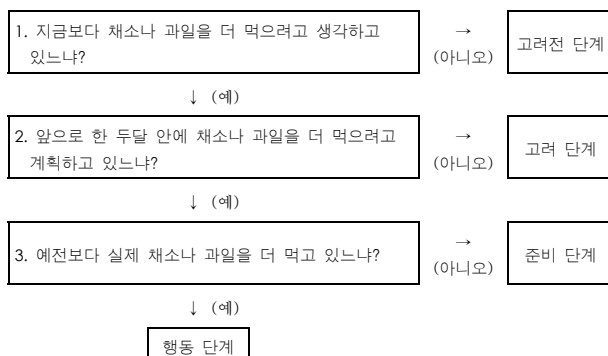 1. 지금보다 채소나 과일을 더 먹으려고 생각하고
있느냐?
→
(아니오)
고려전 단계
↓ (예)
2. 앞으로 한 두달 안에 채소나 과일을 더 먹으려고
계획하고 있느냐?
→
(아니오)
고려 단계
↓ (예)
3. 예전보다 실제 채소나 과일을 더 먹고 있느냐?
→
(아니오)
준비 단계
↓ (예)
행동 단계